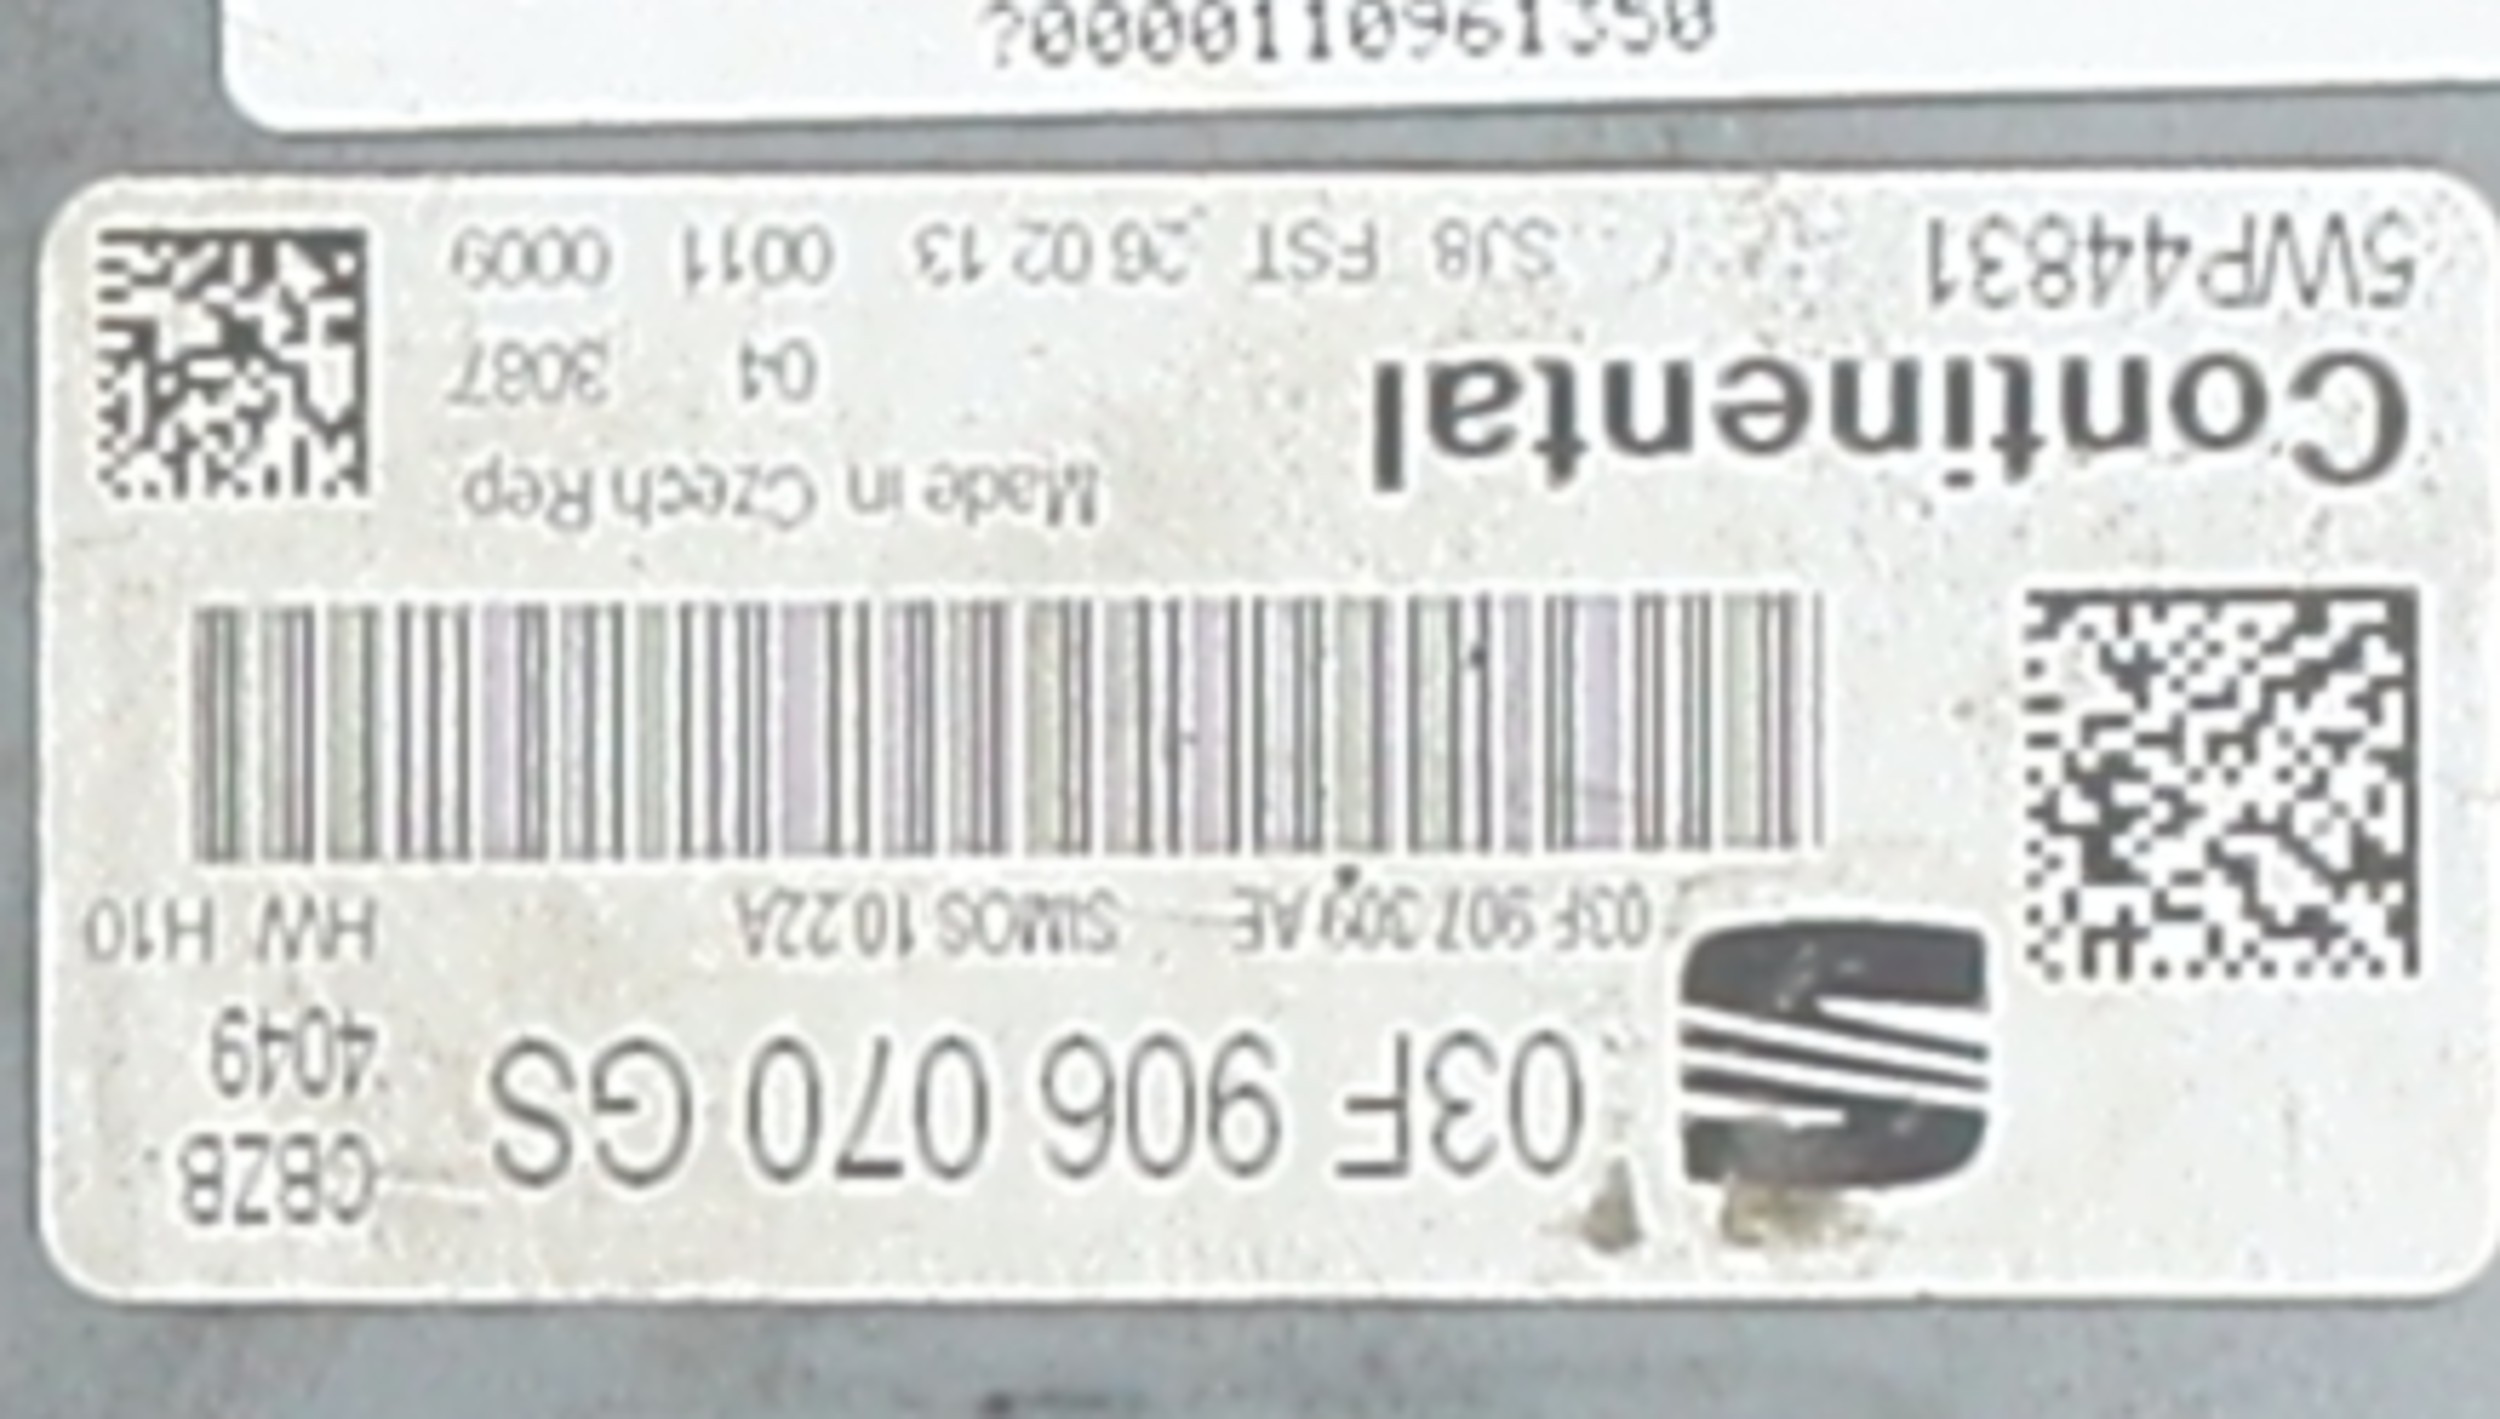 ?0000110961350
CBZB
03F 906 070 GS
4049
03F 907 309 AE SIMOS 10.22A HW H10
Made in Czech Rep
Continental
04 3087
5WP44831 SJ8 FST 26 02 13 0011 0009